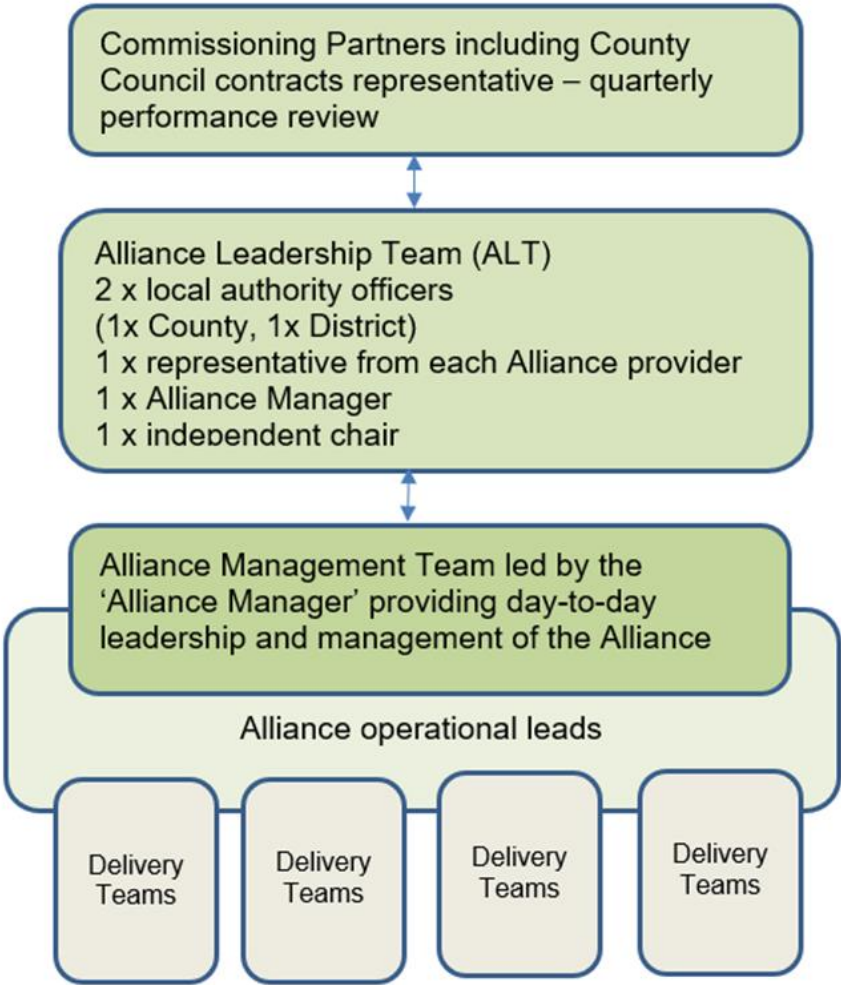 Commissioning Partners including County
Council contracts representative – quarterly
performance review
Alliance Leadership Team (ALT)
2 x local authority officers
(1x County, 1x District)
1 x representative from each Alliance provider
1 x Alliance Manager
1 x independent chair
Alliance Management Team led by the
‘Alliance Manager’ providing day-to-day
leadership and management of the Alliance
Alliance operational leads
Delivery
Teams
Delivery
Teams
Delivery
Teams
Delivery
Teams